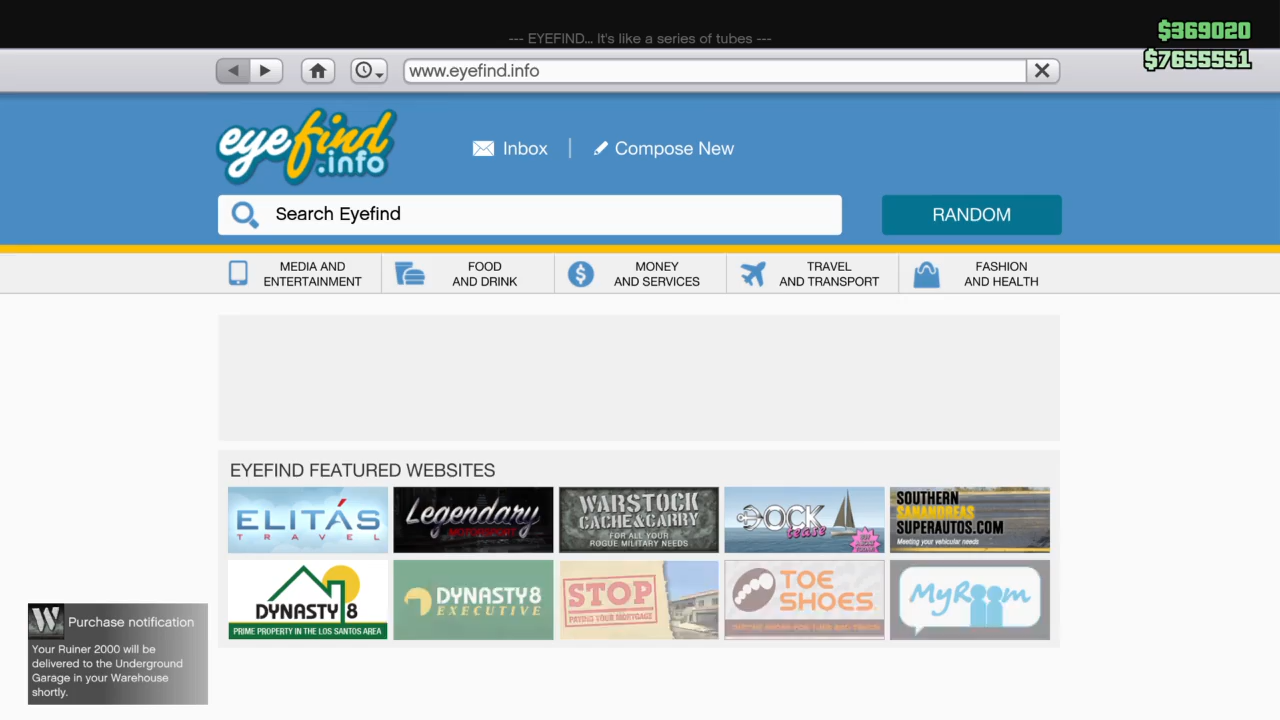 --- EYEFIND... It's like a series of tubes ---
$369020
$7655551
www.eyefind.info
eyefind
.info
Inbox | Compose New
Search Eyefind
RANDOM
MEDIA AND
ENTERTAINMENT
FOOD
AND DRINK
MONEY
AND SERVICES
TRAVEL
AND TRANSPORT
FASHION
AND HEALTH
EYEFIND FEATURED WEBSITES
ELITÁS
TRAVEL
Legendary
MOTORSPORT
WARSTOCK
CACHE&CARRY
FOR ALL YOUR
ROGUE MILITARY NEEDS
DOCK
tease
SOUTHERN
SANANDREAS
SUPERAUTOS.COM
Meeting your vehicular needs
DYNASTY 8
PRIME PROPERTY IN THE LOS SANTOS AREA
DYNASTY8
EXECUTIVE
STOP
PAYING YOUR MORTGAGE
TOE
SHOES
MyRoom
W
Purchase notification
Your Ruiner 2000 will be
delivered to the Underground
Garage in your Warehouse
shortly.